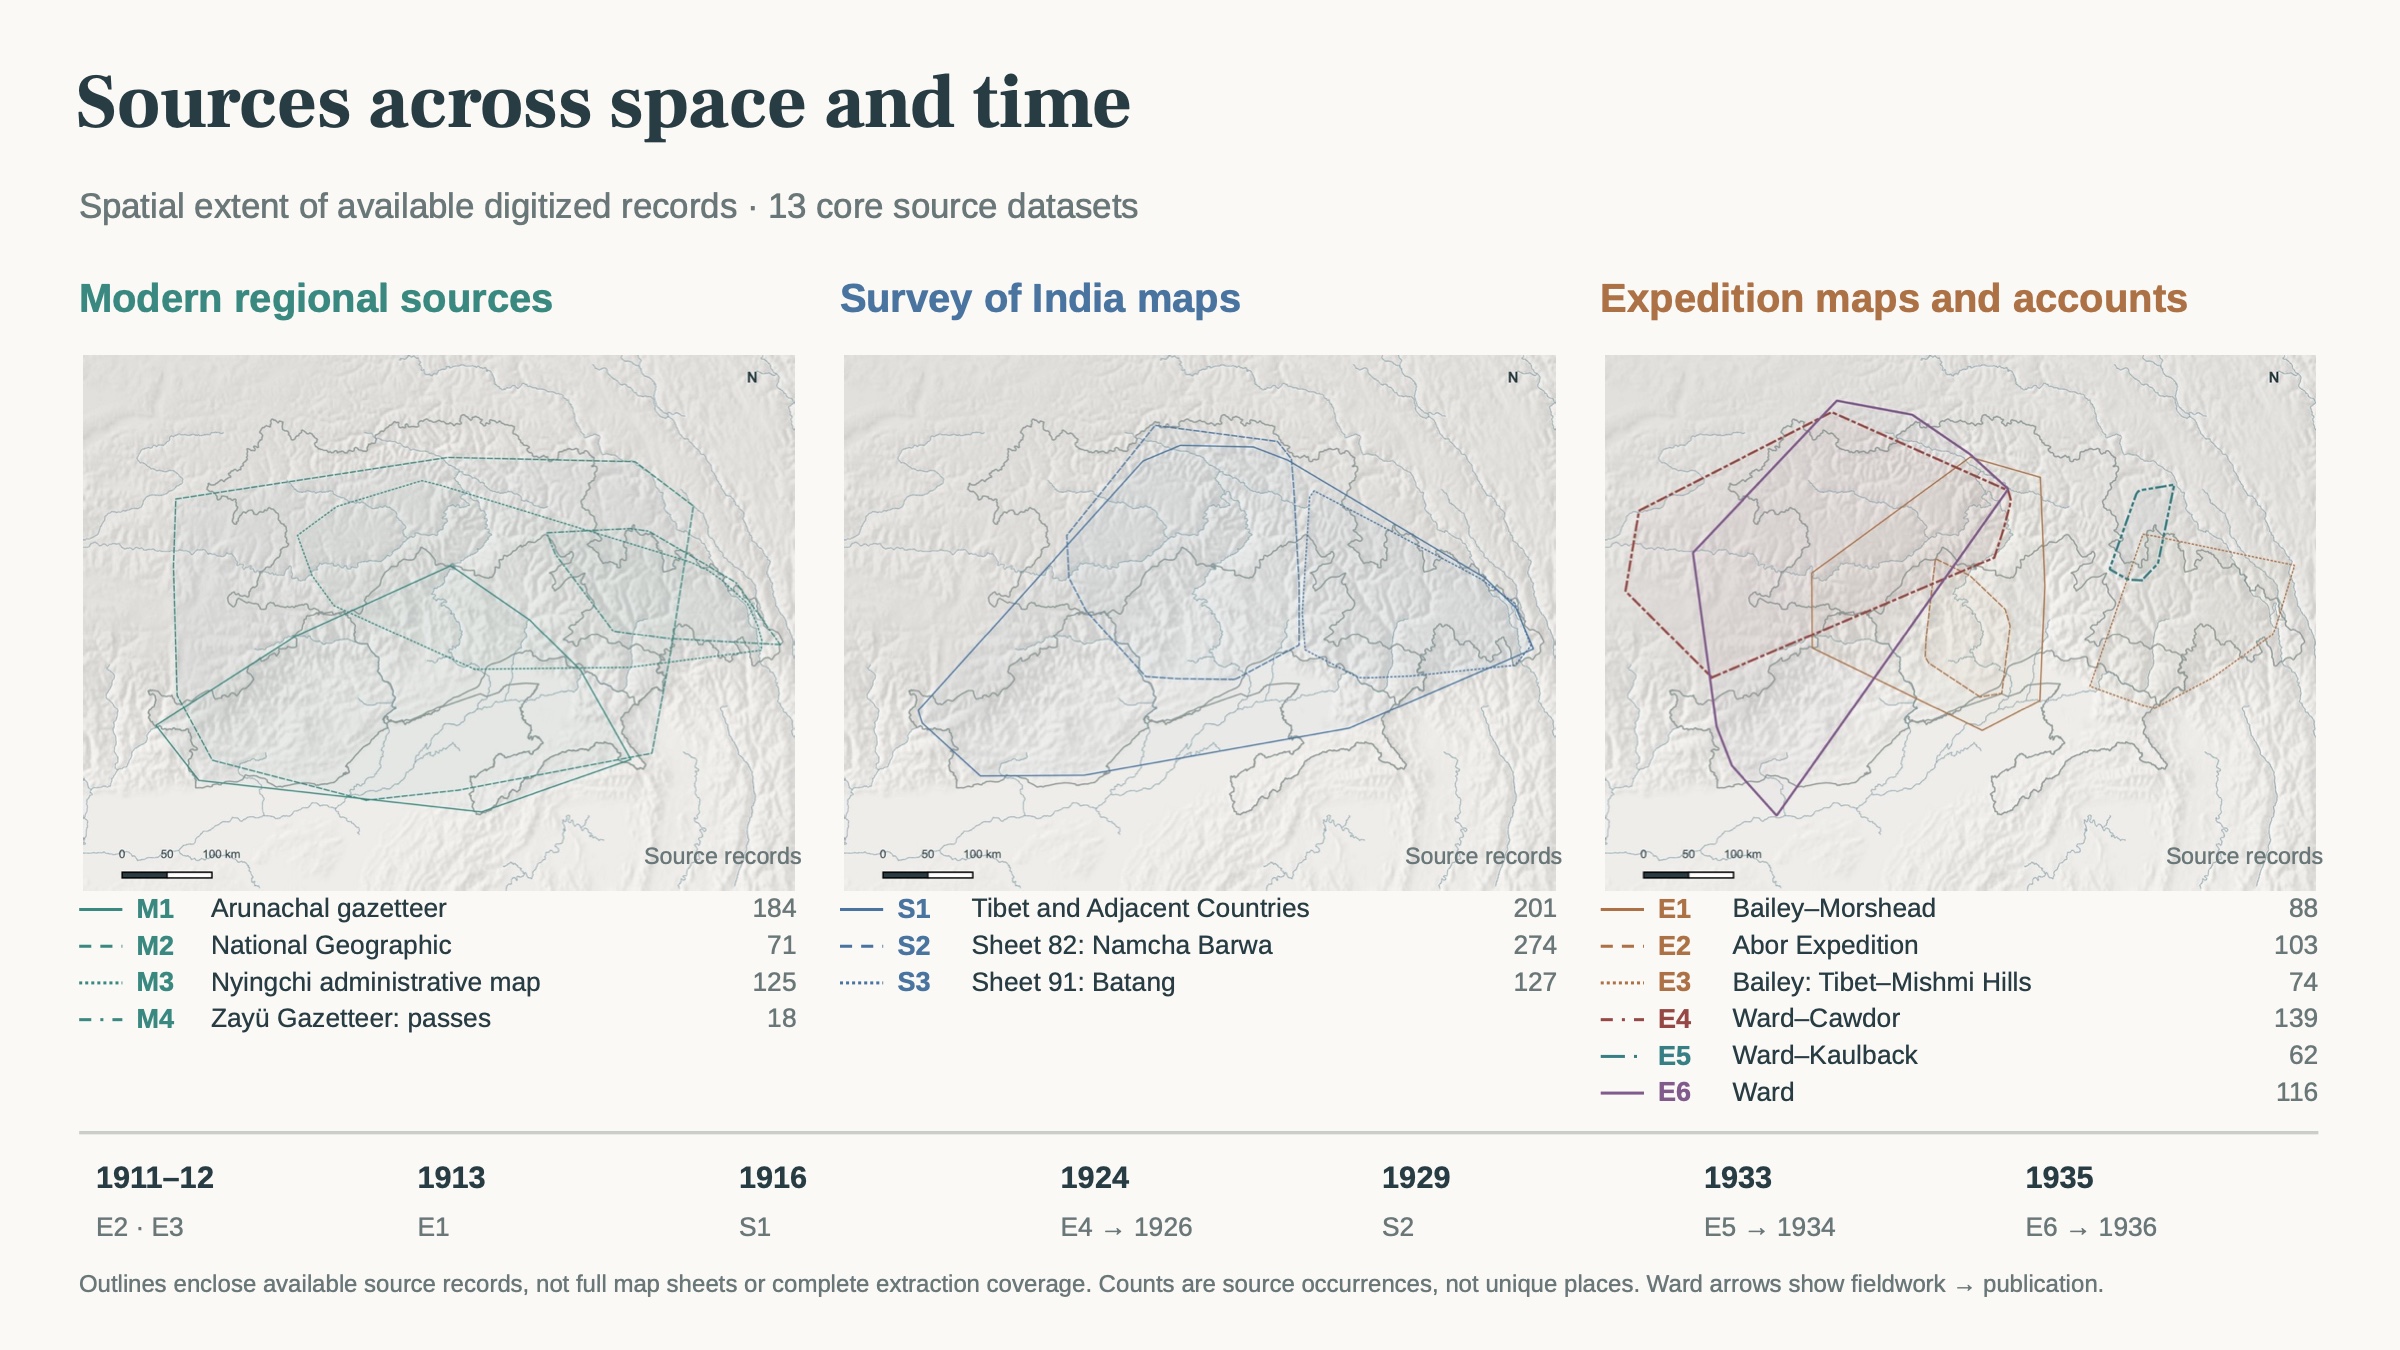 Sources across space and time
Spatial extent of available digitized records · 13 core source datasets
Modern regional sources
N
0 50 100 km
Source records
M1 Arunachal gazetteer 184
M2 National Geographic 71
M3 Nyingchi administrative map 125
M4 Zayü Gazetteer: passes 18
Survey of India maps
N
0 50 100 km
Source records
S1 Tibet and Adjacent Countries 201
S2 Sheet 82: Namcha Barwa 274
S3 Sheet 91: Batang 127
Expedition maps and accounts
N
0 50 100 km
Source records
E1 Bailey–Morshead 88
E2 Abor Expedition 103
E3 Bailey: Tibet–Mishmi Hills 74
E4 Ward–Cawdor 139
E5 Ward–Kaulback 62
E6 Ward 116
1911–12 1913 1916 1924 1929 1933 1935
E2 · E3 E1 S1 E4 → 1926 S2 E5 → 1934 E6 → 1936
Outlines enclose available source records, not full map sheets or complete extraction coverage. Counts are source occurrences, not unique places. Ward arrows show fieldwork → publication.